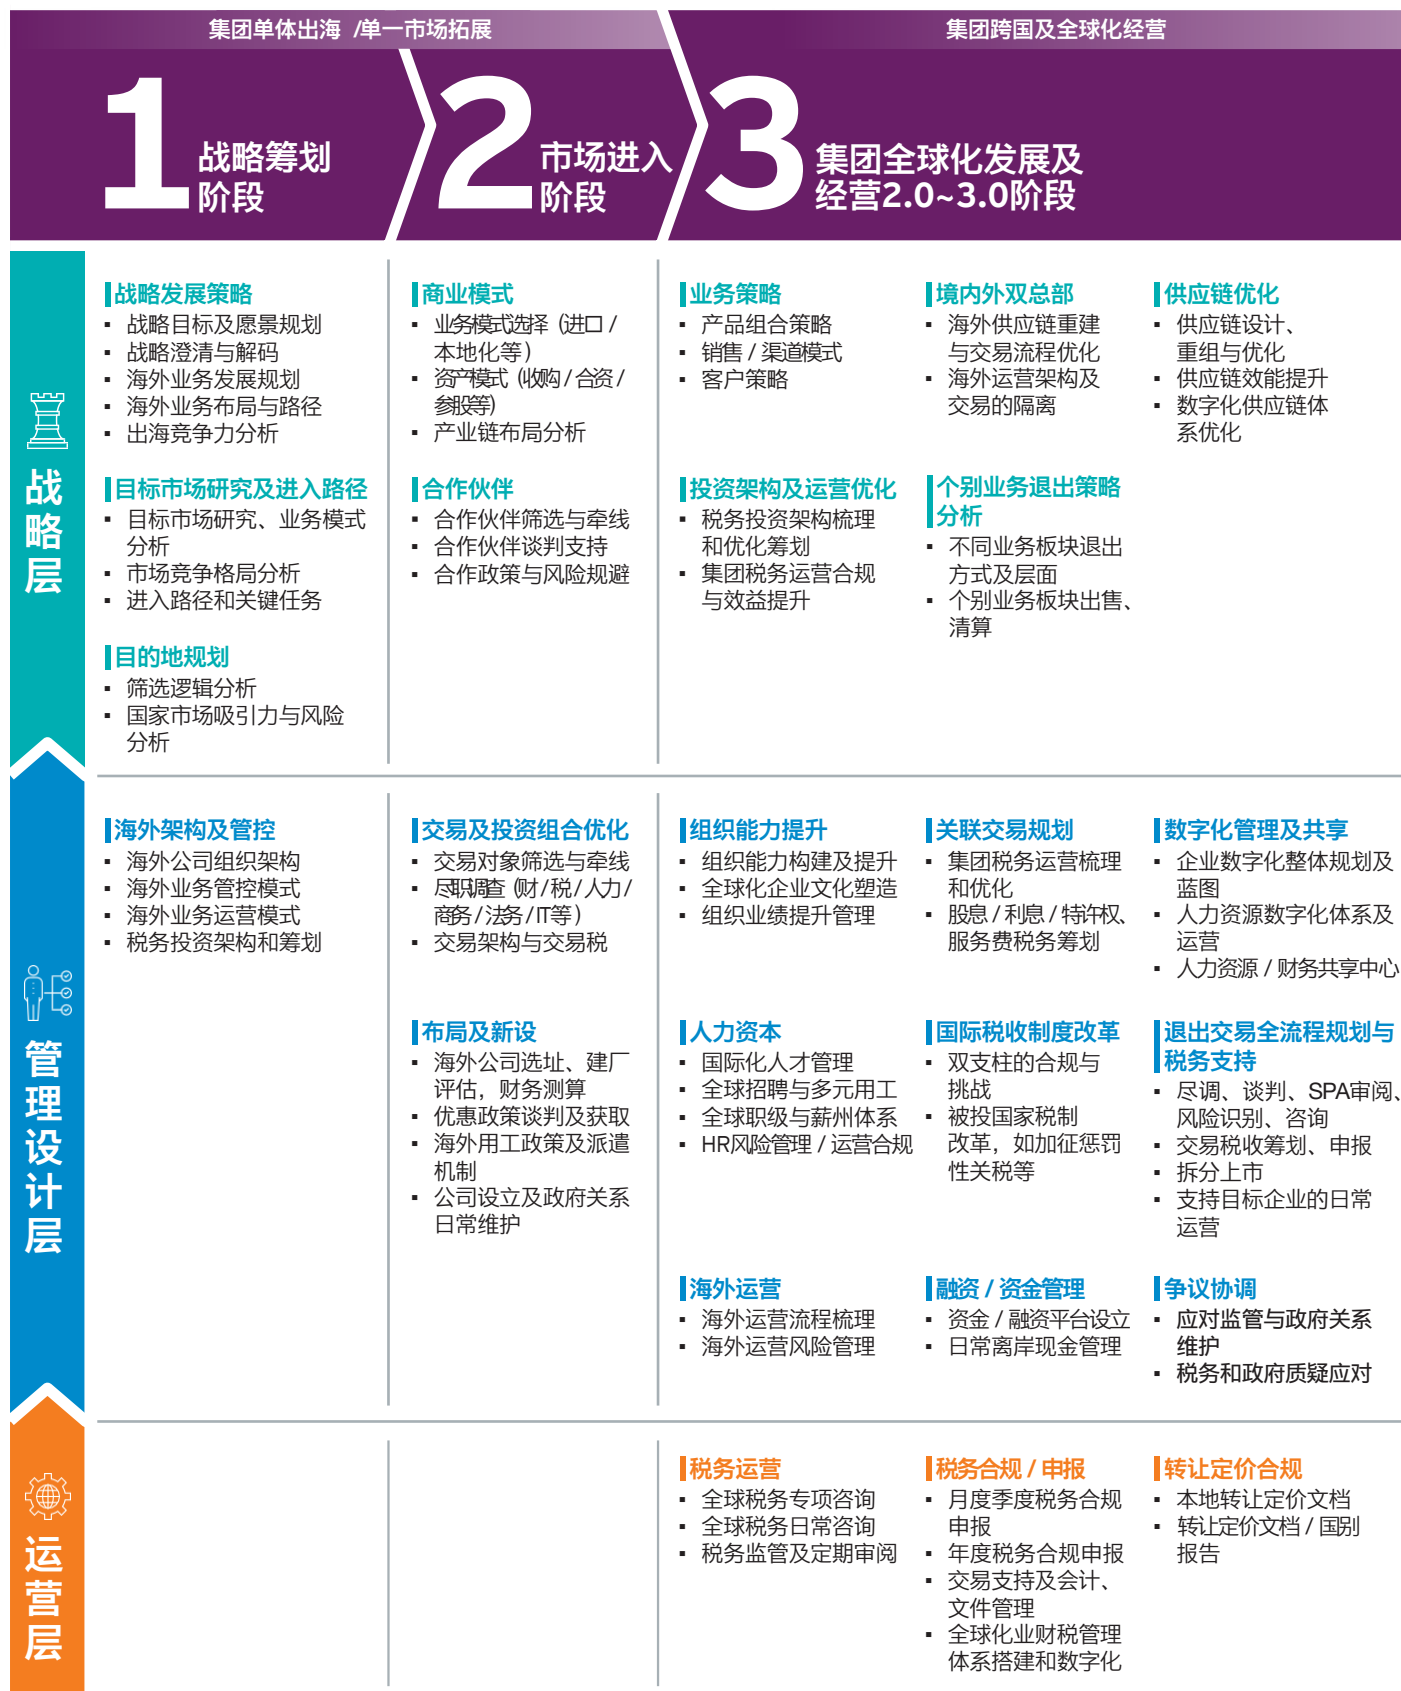 集团单体出海 /单一市场拓展
集团跨国及全球化经营
1
战略筹划
阶段
2
市场进入
阶段
3
集团全球化发展及
经营2.0~3.0阶段
战略层
战略发展策略
▪ 战略目标及愿景规划
▪ 战略澄清与解码
▪ 海外业务发展规划
▪ 海外业务布局与路径
▪ 出海竞争力分析
目标市场研究及进入路径
▪ 目标市场研究、业务模式
分析
▪ 市场竞争格局分析
▪ 进入路径和关键任务
目的地规划
▪ 筛选逻辑分析
▪ 国家市场吸引力与风险
分析
商业模式
▪ 业务模式选择（进口 /
本地化等）
▪ 资产模式（收购 / 合资 /
参股等）
▪ 产业链布局分析
合作伙伴
▪ 合作伙伴筛选与牵线
▪ 合作伙伴谈判支持
▪ 合作政策与风险规避
业务策略
▪ 产品组合策略
▪ 销售 / 渠道模式
▪ 客户策略
投资架构及运营优化
▪ 税务投资架构梳理
和优化筹划
▪ 集团税务运营合规
与效益提升
境内外双总部
▪ 海外供应链重建
与交易流程优化
▪ 海外运营架构及
交易的隔离
个别业务退出策略
分析
▪ 不同业务板块退出
方式及层面
▪ 个别业务板块出售、
清算
供应链优化
▪ 供应链设计、
重组与优化
▪ 供应链效能提升
▪ 数字化供应链体
系优化
管理设计层
海外架构及管控
▪ 海外公司组织架构
▪ 海外业务管控模式
▪ 海外业务运营模式
▪ 税务投资架构和筹划
交易及投资组合优化
▪ 交易对象筛选与牵线
▪ 尽职调查（财 / 税 / 人力 /
商务 / 法务 / IT等）
▪ 交易架构与交易税
布局及新设
▪ 海外公司选址、建厂
评估，财务测算
▪ 优惠政策谈判及获取
▪ 海外用工政策及派遣
机制
▪ 公司设立及政府关系
日常维护
组织能力提升
▪ 组织能力构建及提升
▪ 全球化企业文化塑造
▪ 组织业绩提升管理
关联交易规划
▪ 集团税务运营梳理
和优化
▪ 股息 / 利息 / 特许权、
服务费税务筹划
数字化管理及共享
▪ 企业数字化整体规划及
蓝图
▪ 人力资源数字化体系及
运营
▪ 人力资源 / 财务共享中心
人力资本
▪ 国际化人才管理
▪ 全球招聘与多元用工
▪ 全球职级与薪州体系
▪ HR风险管理 / 运营合规
国际税收制度改革
▪ 双支柱的合规与
挑战
▪ 被投国家税制
改革，如加征惩罚
性关税等
退出交易全流程规划与
税务支持
▪ 尽调、谈判、SPA审阅、
风险识别、咨询
▪ 交易税收筹划、申报
▪ 拆分上市
▪ 支持目标企业的日常
运营
海外运营
▪ 海外运营流程梳理
▪ 海外运营风险管理
融资 / 资金管理
▪ 资金 / 融资平台设立
▪ 日常离岸现金管理
争议协调
▪ 应对监管与政府关系
维护
▪ 税务和政府质疑应对
运营层
税务运营
▪ 全球税务专项咨询
▪ 全球税务日常咨询
▪ 税务监管及定期审阅
税务合规 / 申报
▪ 月度季度税务合规
申报
▪ 年度税务合规申报
▪ 交易支持及会计、
文件管理
▪ 全球化业财税管理
体系搭建和数字化
转让定价合规
▪ 本地转让定价文档
▪ 转让定价文档 / 国别
报告